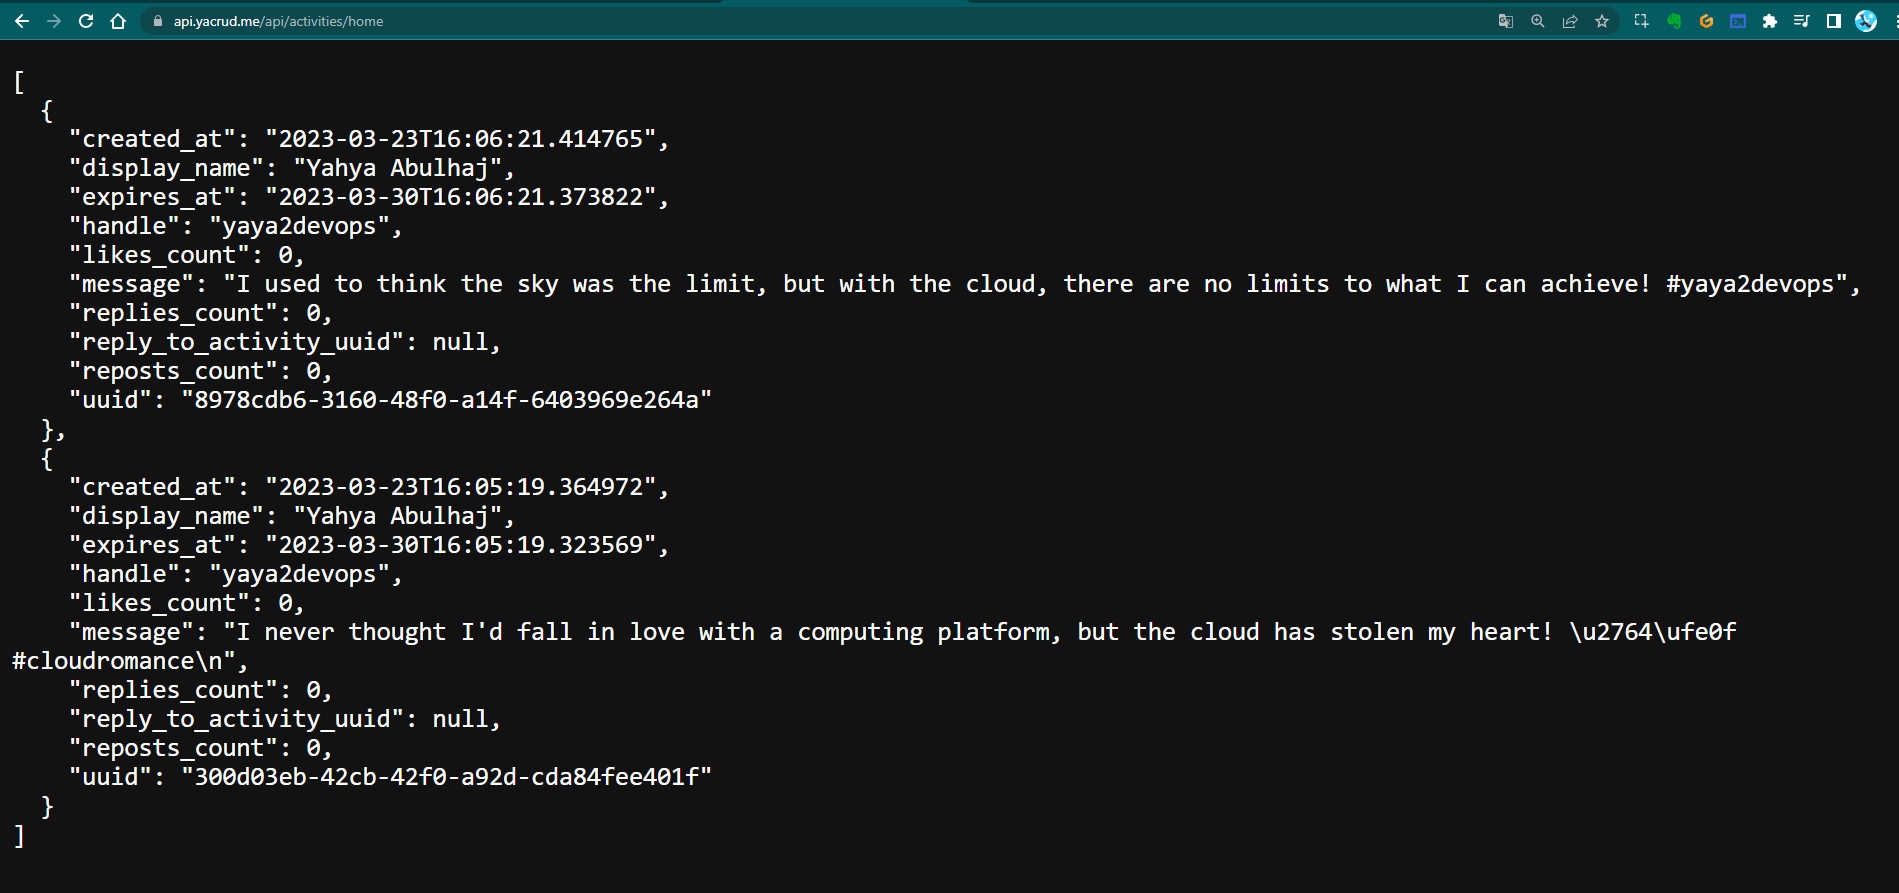 api.yacrud.me/api/activities/home
[
  {
    "created_at": "2023-03-23T16:06:21.414765",
    "display_name": "Yahya Abulhaj",
    "expires_at": "2023-03-30T16:06:21.373822",
    "handle": "yaya2devops",
    "likes_count": 0,
    "message": "I used to think the sky was the limit, but with the cloud, there are no limits to what I can achieve! #yaya2devops",
    "replies_count": 0,
    "reply_to_activity_uuid": null,
    "reposts_count": 0,
    "uuid": "8978cdb6-3160-48f0-a14f-6403969e264a"
  },
  {
    "created_at": "2023-03-23T16:05:19.364972",
    "display_name": "Yahya Abulhaj",
    "expires_at": "2023-03-30T16:05:19.323569",
    "handle": "yaya2devops",
    "likes_count": 0,
    "message": "I never thought I'd fall in love with a computing platform, but the cloud has stolen my heart! \u2764\ufe0f
#cloudromance\n",
    "replies_count": 0,
    "reply_to_activity_uuid": null,
    "reposts_count": 0,
    "uuid": "300d03eb-42cb-42f0-a92d-cda84fee401f"
  }
]